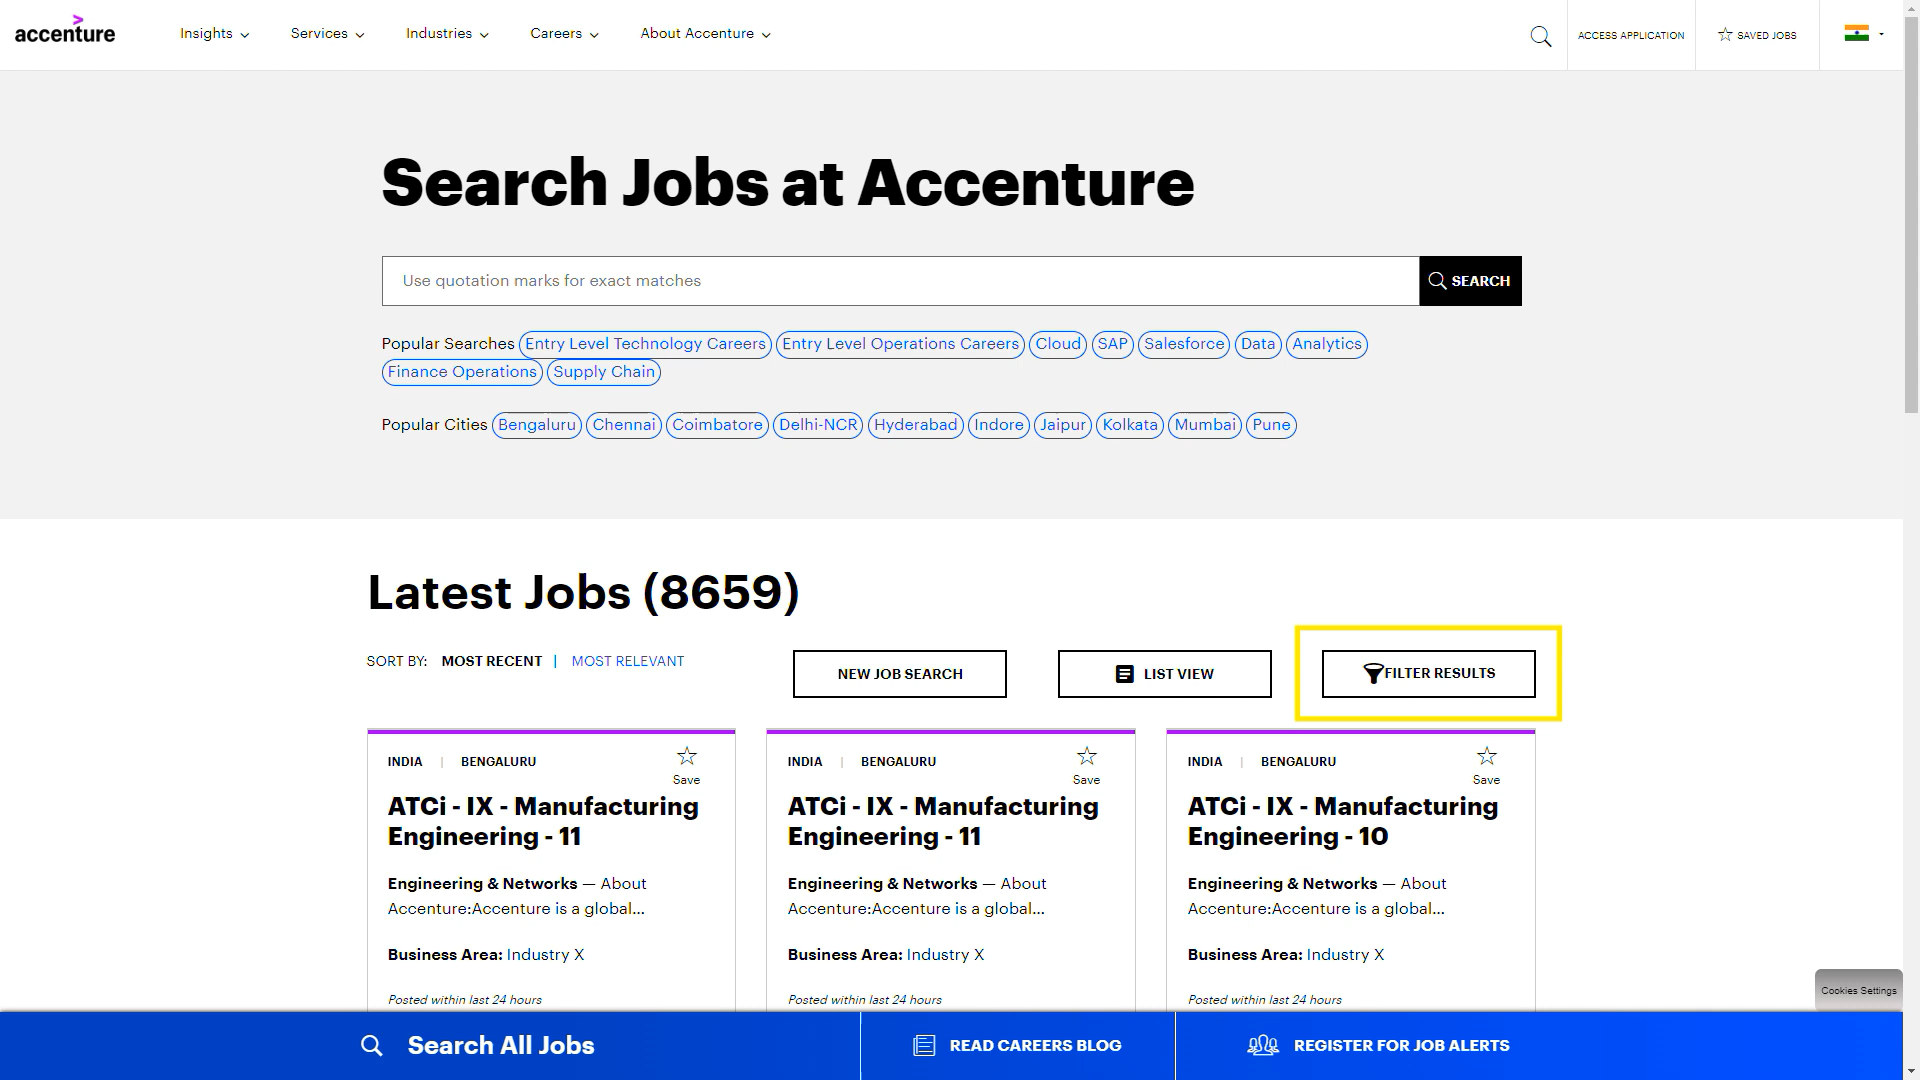 accenture
Insights
Services
Industries
Careers
About Accenture
ACCESS APPLICATION
SAVED JOBS
Search Jobs at Accenture
Use quotation marks for exact matches
SEARCH
Popular Searches Entry Level Technology Careers Entry Level Operations Careers Cloud SAP Salesforce Data Analytics
Finance Operations Supply Chain
Popular Cities Bengaluru Chennai Coimbatore Delhi-NCR Hyderabad Indore Jaipur Kolkata Mumbai Pune
Latest Jobs (8659)
SORT BY: MOST RECENT | MOST RELEVANT
NEW JOB SEARCH
LIST VIEW
FILTER RESULTS
INDIA | BENGALURU
Save
ATCi - IX - Manufacturing
Engineering - 11
Engineering & Networks — About
Accenture:Accenture is a global...
Business Area: Industry X
Posted within last 24 hours
INDIA | BENGALURU
Save
ATCi - IX - Manufacturing
Engineering - 11
Engineering & Networks — About
Accenture:Accenture is a global...
Business Area: Industry X
Posted within last 24 hours
INDIA | BENGALURU
Save
ATCi - IX - Manufacturing
Engineering - 10
Engineering & Networks — About
Accenture:Accenture is a global...
Business Area: Industry X
Posted within last 24 hours
Cookies Settings
Search All Jobs
READ CAREERS BLOG
REGISTER FOR JOB ALERTS